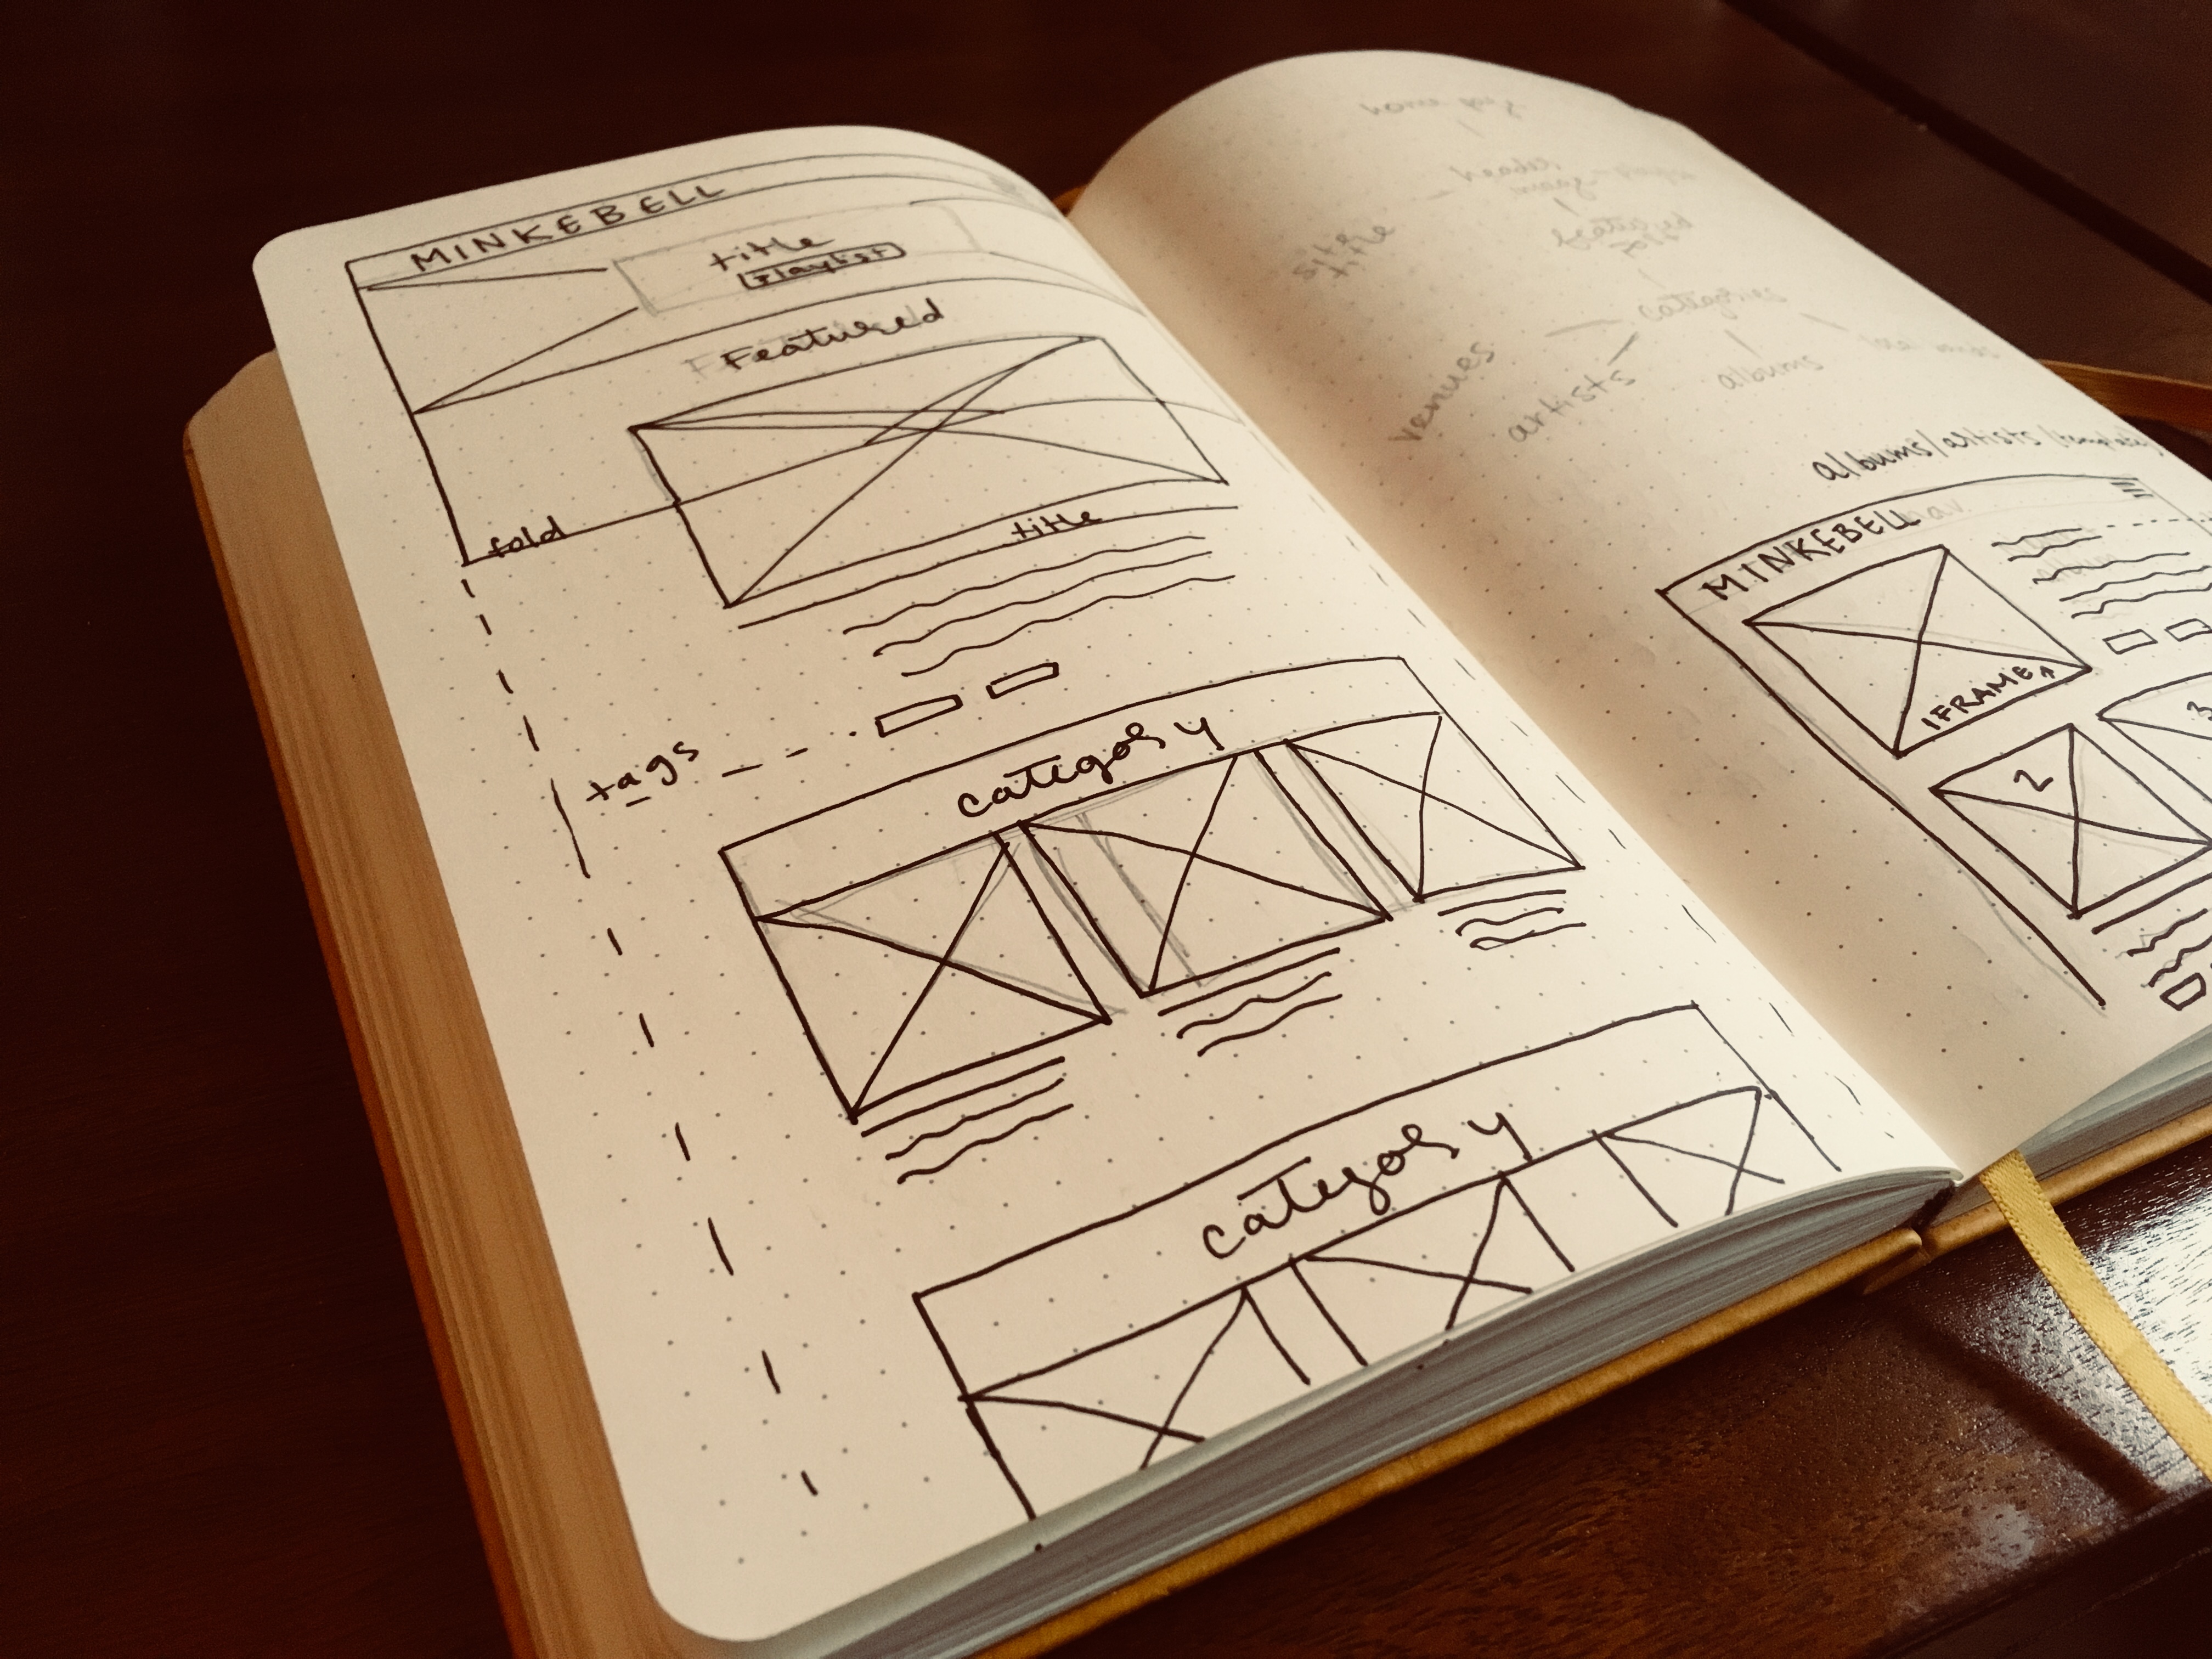 MINKEBELL
title
playlist
Featured
fold
title
tags
category
category
home page
header
site
title
featured
categories
venues
artists
albums
albums/artists (template)
MINKEBELL
nav
IFRAME
2
3